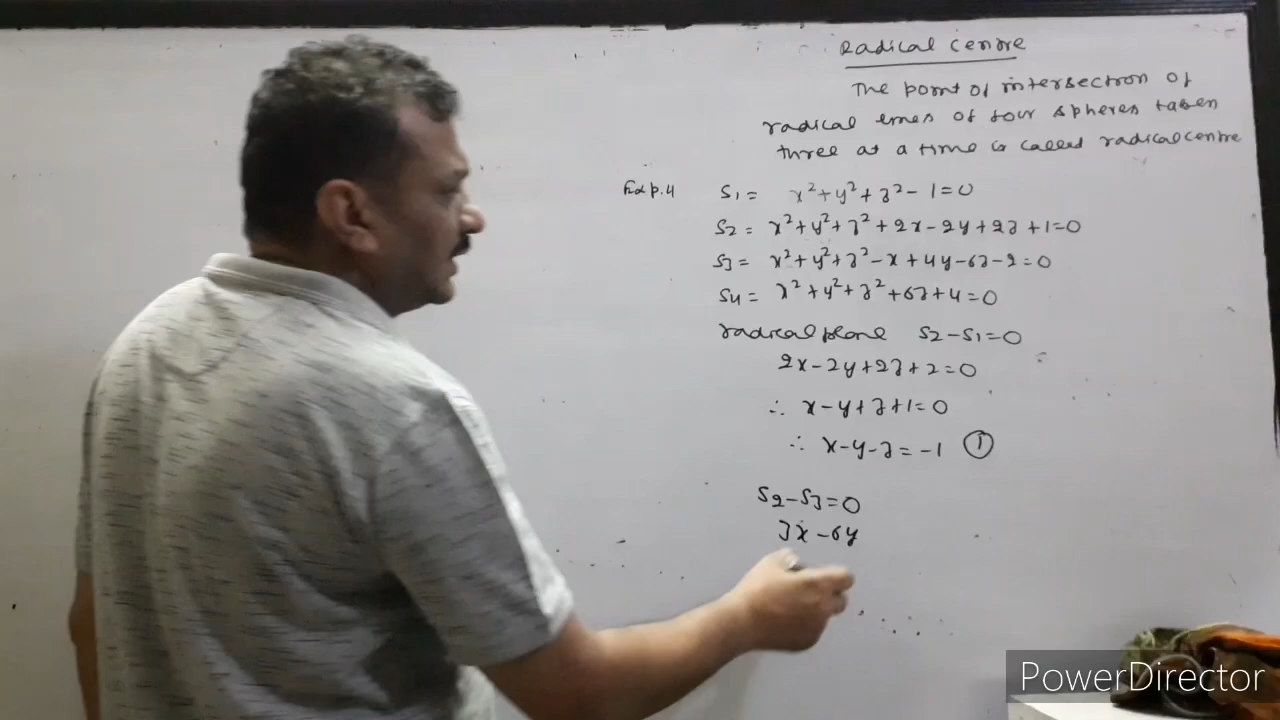 Radical Centre
The point of intersection of
radical lines of four spheres taken
three at a time is called radical centre
Exp.4 S₁ = x² + y² + z² - 1 = 0
S₂ = x² + y² + z² + 2x - 2y + 2z + 1 = 0
S₃ = x² + y² + z² - x + 4y - 6z - 2 = 0
S₄ = x² + y² + z² + 6z + 4 = 0
radical plane S₂ - S₁ = 0
2x - 2y + 2z + 2 = 0
∴ x - y + z + 1 = 0
∴ x - y - z = -1 ①
S₂ - S₃ = 0
3x - 6y
PowerDirector